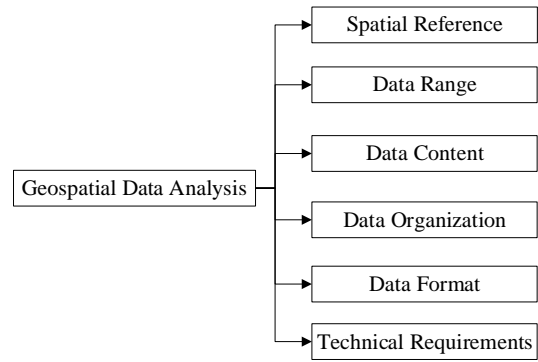 Spatial Reference
Data Range
Data Content
Geospatial Data Analysis
Data Organization
Data Format
Technical Requirements